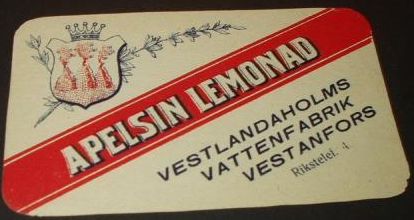 APELSIN LEMONAD
VESTLANDAHOLMS
VATTENFABRIK
VESTANFORS
Rikstelef. 4